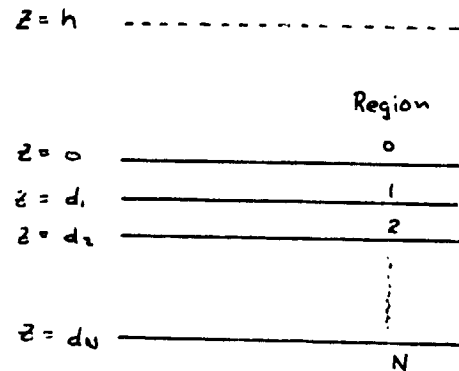 z = h
Region
z = 0 0
z = d₁ 1
z = d₂ 2
z = dN
N